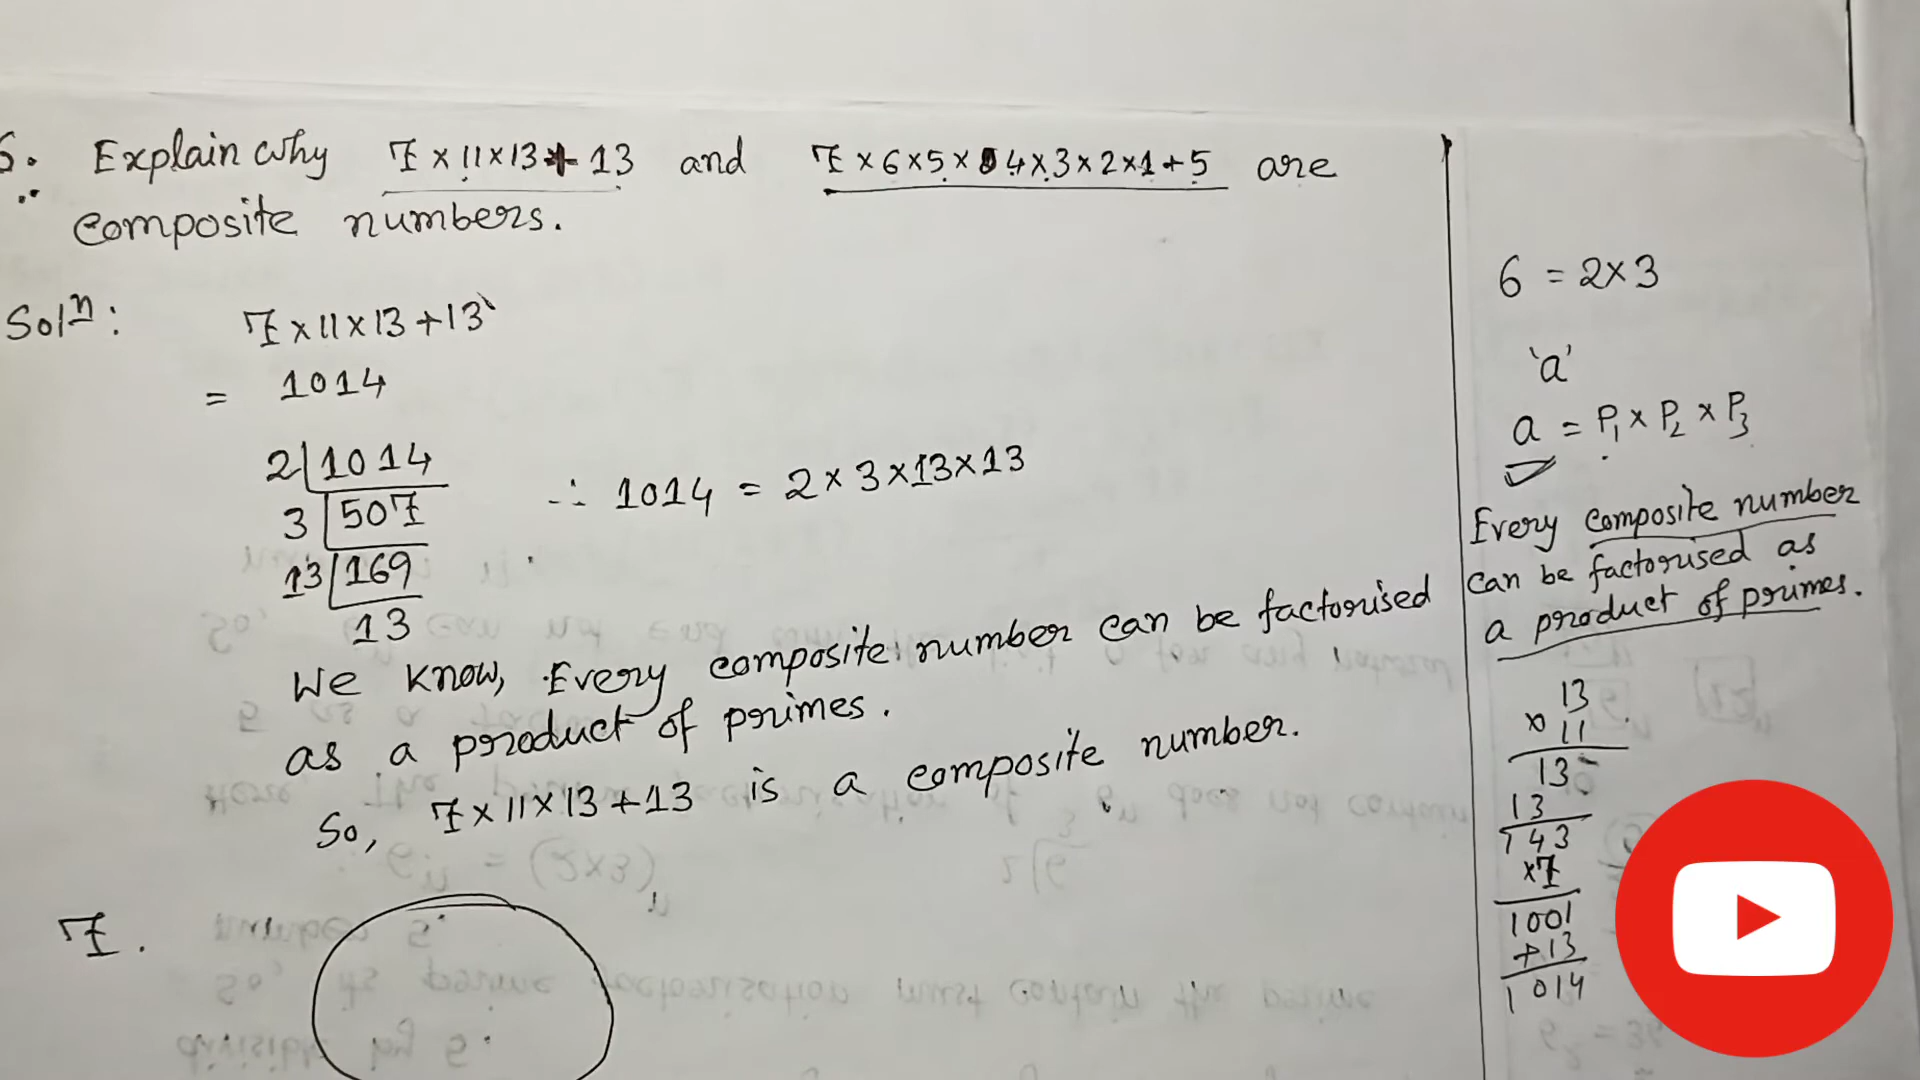 6. Explain why 7 × 11 × 13 + 13 and 7 × 6 × 5 × 4 × 3 × 2 × 1 + 5 are
composite numbers.
Solⁿ: 7 × 11 × 13 + 13
= 1014
2 1014
3 507
13 169
13
∴ 1014 = 2 × 3 × 13 × 13
We know, Every composite number can be factorised
as a product of primes.
So, 7 × 11 × 13 + 13 is a composite number.
7.
6 = 2 × 3
'a'
a = P₁ × P₂ × P₃
Every composite number
can be factorised as
a product of primes.
13
× 11
13
13
143
×7
1001
+13
1014